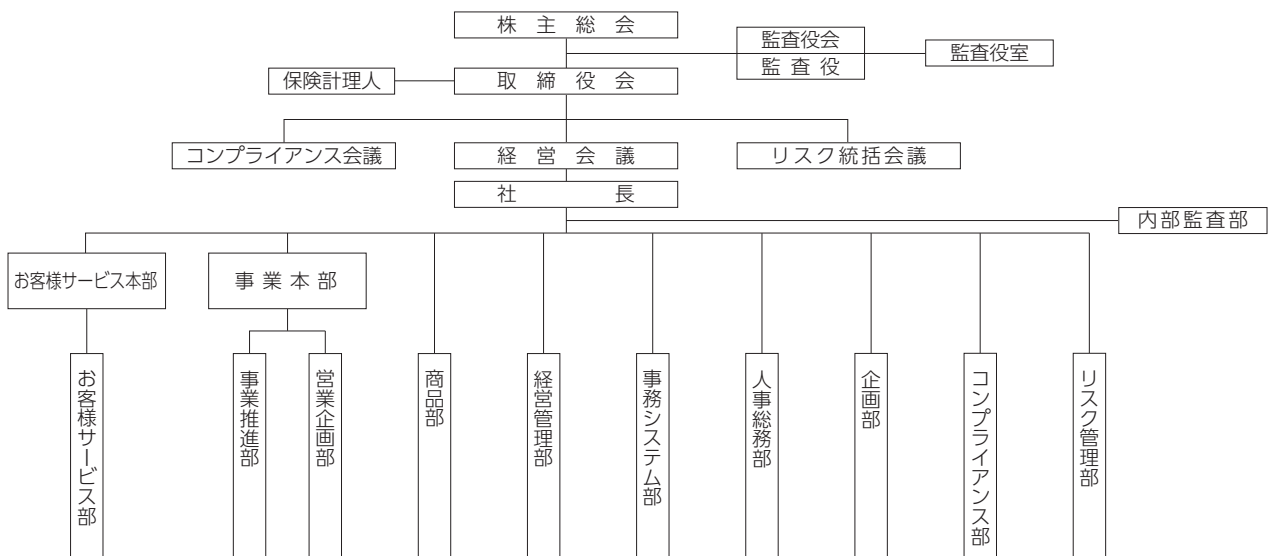 株主総会
監査役会
監査役
監査役室
保険計理人
取締役会
コンプライアンス会議
経営会議
リスク統括会議
社長
内部監査部
お客様サービス本部
事業本部
お客様サービス部
事業推進部
営業企画部
商品部
経営管理部
事務システム部
人事総務部
企画部
コンプライアンス部
リスク管理部